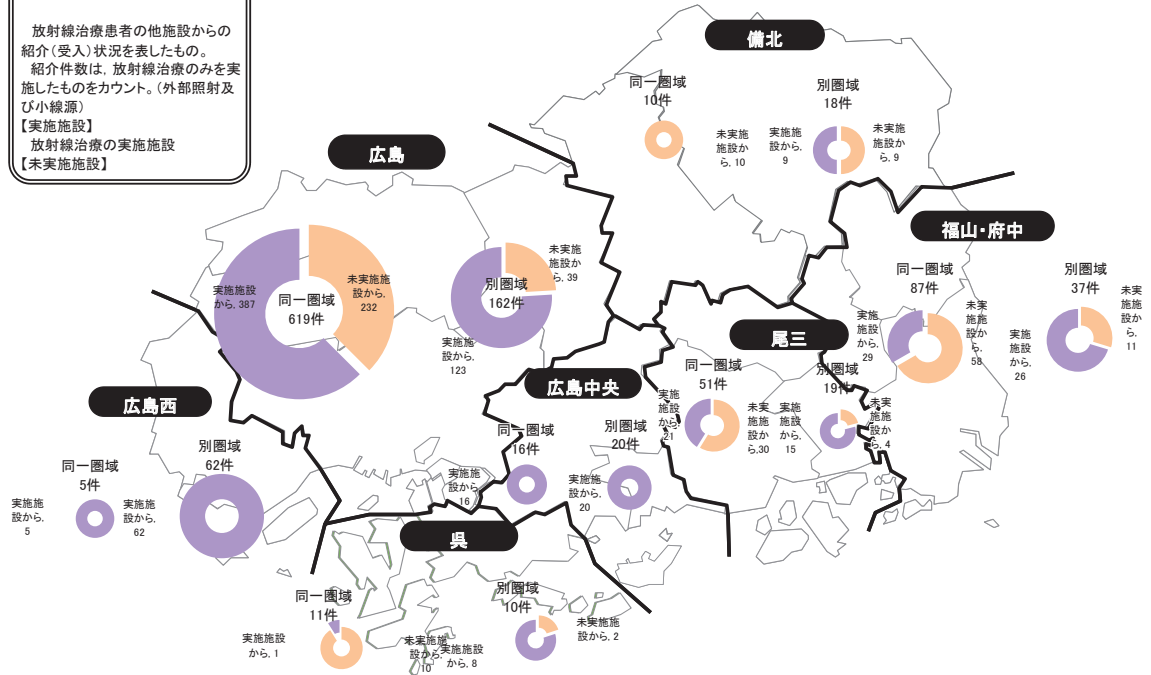 放射線治療患者の他施設からの
紹介（受入）状況を表したもの。
紹介件数は，放射線治療のみを実
施したものをカウント。（外部照射及
び小線源）
【実施施設】
放射線治療の実施施設
【未実施施設】
備北
同一圏域
10件
未実施
施設か
ら, 10
別圏域
18件
実施施
設から,
9
未実施
施設か
ら, 9
広島
同一圏域
619件
実施施設
から, 387
未実施施
設から,
232
別圏域
162件
未実施
施設か
ら, 39
実施施
設から,
123
福山・府中
同一圏域
87件
実施施
設から,
29
未実施
施設か
ら,
58
別圏域
37件
実施施
設から,
26
未実施
施設から,
11
尾三
同一圏域
51件
実施施
設から,
21
未実
施施
設か
ら,30
別圏域
19件
実施施
設から,
15
未実
施施
設か
ら, 4
広島中央
同一圏域
16件
実施施
設から,
16
別圏域
20件
実施施
設から,
20
広島西
同一圏域
5件
実施施
設から,
5
別圏域
62件
実施施
設から,
62
呉
同一圏域
11件
実施施設
から, 1
未実施施
設から,
10
別圏域
10件
実施施設
から, 8
未実施施
設から, 2